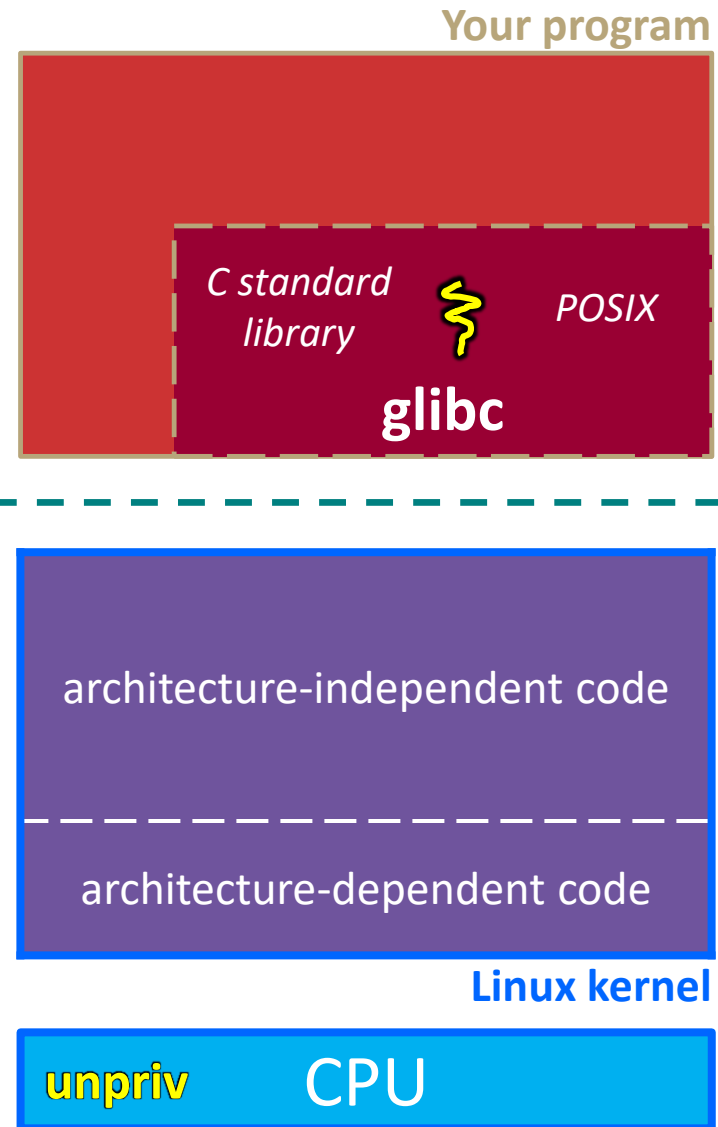 Your program
C standard
library
POSIX
glibc
architecture-independent code
architecture-dependent code
Linux kernel
unpriv
CPU